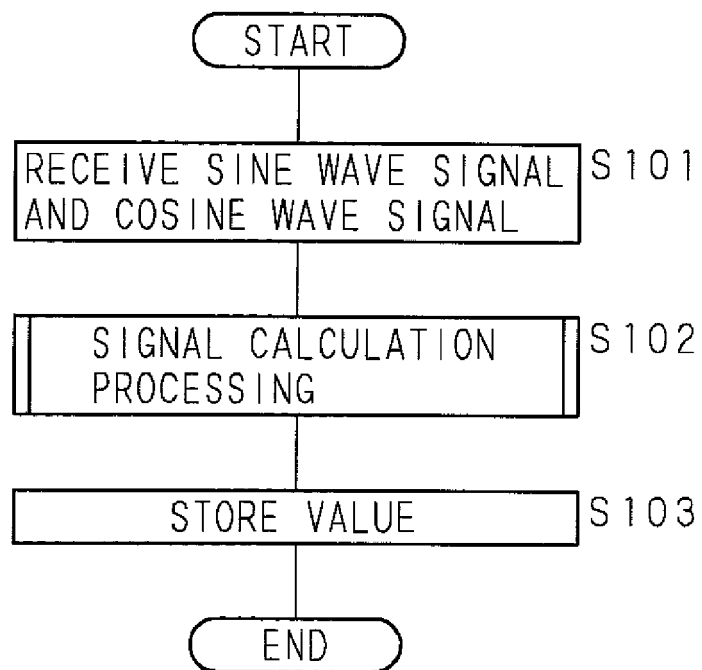 START
RECEIVE SINE WAVE SIGNAL S101
AND COSINE WAVE SIGNAL
SIGNAL CALCULATION S102
PROCESSING
STORE VALUE S103
END